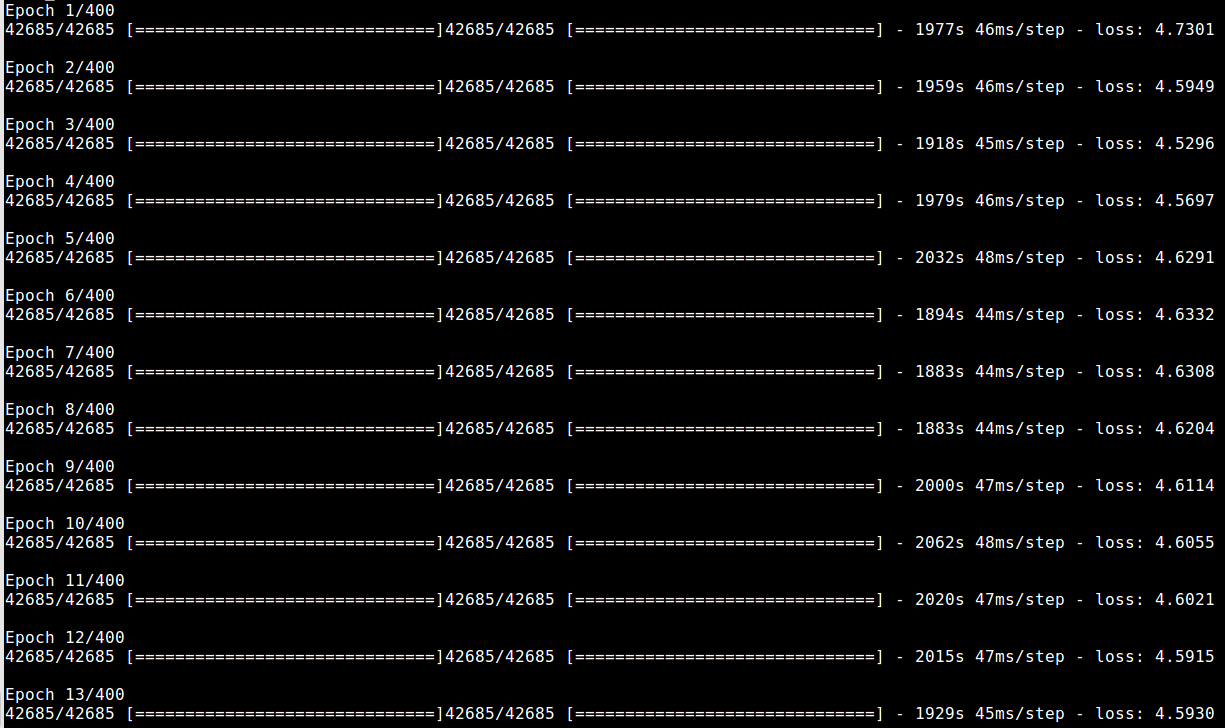 Epoch 1/400
42685/42685 [==============================]42685/42685 [==============================] - 1977s 46ms/step - loss: 4.7301
Epoch 2/400
42685/42685 [==============================]42685/42685 [==============================] - 1959s 46ms/step - loss: 4.5949
Epoch 3/400
42685/42685 [==============================]42685/42685 [==============================] - 1918s 45ms/step - loss: 4.5296
Epoch 4/400
42685/42685 [==============================]42685/42685 [==============================] - 1979s 46ms/step - loss: 4.5697
Epoch 5/400
42685/42685 [==============================]42685/42685 [==============================] - 2032s 48ms/step - loss: 4.6291
Epoch 6/400
42685/42685 [==============================]42685/42685 [==============================] - 1894s 44ms/step - loss: 4.6332
Epoch 7/400
42685/42685 [==============================]42685/42685 [==============================] - 1883s 44ms/step - loss: 4.6308
Epoch 8/400
42685/42685 [==============================]42685/42685 [==============================] - 1883s 44ms/step - loss: 4.6204
Epoch 9/400
42685/42685 [==============================]42685/42685 [==============================] - 2000s 47ms/step - loss: 4.6114
Epoch 10/400
42685/42685 [==============================]42685/42685 [==============================] - 2062s 48ms/step - loss: 4.6055
Epoch 11/400
42685/42685 [==============================]42685/42685 [==============================] - 2020s 47ms/step - loss: 4.6021
Epoch 12/400
42685/42685 [==============================]42685/42685 [==============================] - 2015s 47ms/step - loss: 4.5915
Epoch 13/400
42685/42685 [==============================]42685/42685 [==============================] - 1929s 45ms/step - loss: 4.5930